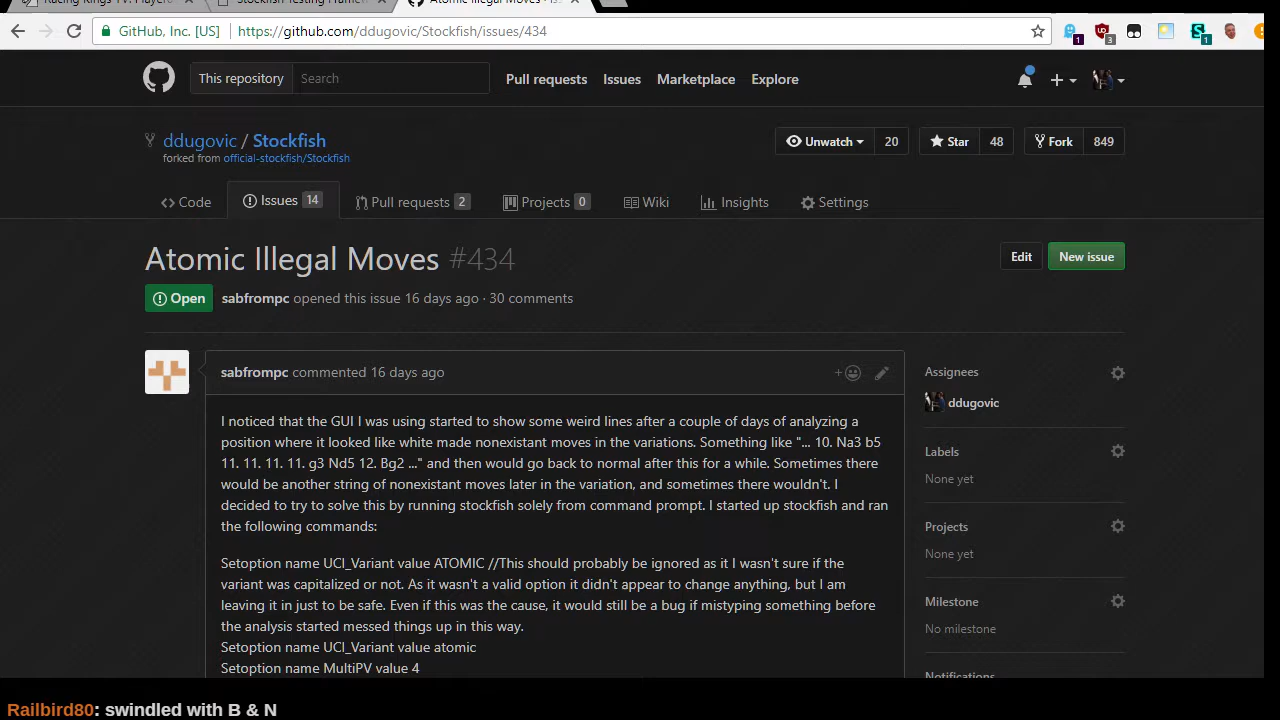 GitHub, Inc. [US]
https://github.com/ddugovic/Stockfish/issues/434
1
3
1
This repository
Search
Pull requests
Issues
Marketplace
Explore
ddugovic / Stockfish
forked from official-stockfish/Stockfish
Unwatch
20
Star
48
Fork
849
Code
Issues 14
Pull requests 2
Projects 0
Wiki
Insights
Settings
Atomic Illegal Moves #434
Edit
New issue
Open
sabfrompc opened this issue 16 days ago · 30 comments
sabfrompc commented 16 days ago
I noticed that the GUI I was using started to show some weird lines after a couple of days of analyzing a
position where it looked like white made nonexistant moves in the variations. Something like "... 10. Na3 b5
11. 11. 11. 11. g3 Nd5 12. Bg2 ..." and then would go back to normal after this for a while. Sometimes there
would be another string of nonexistant moves later in the variation, and sometimes there wouldn't. I
decided to try to solve this by running stockfish solely from command prompt. I started up stockfish and ran
the following commands:
Setoption name UCI_Variant value ATOMIC //This should probably be ignored as it I wasn't sure if the
variant was capitalized or not. As it wasn't a valid option it didn't appear to change anything, but I am
leaving it in just to be safe. Even if this was the cause, it would still be a bug if mistyping something before
the analysis started messed things up in this way.
Setoption name UCI_Variant value atomic
Setoption name MultiPV value 4
Assignees
ddugovic
Labels
None yet
Projects
None yet
Milestone
No milestone
Notifications
Railbird80: swindled with B & N